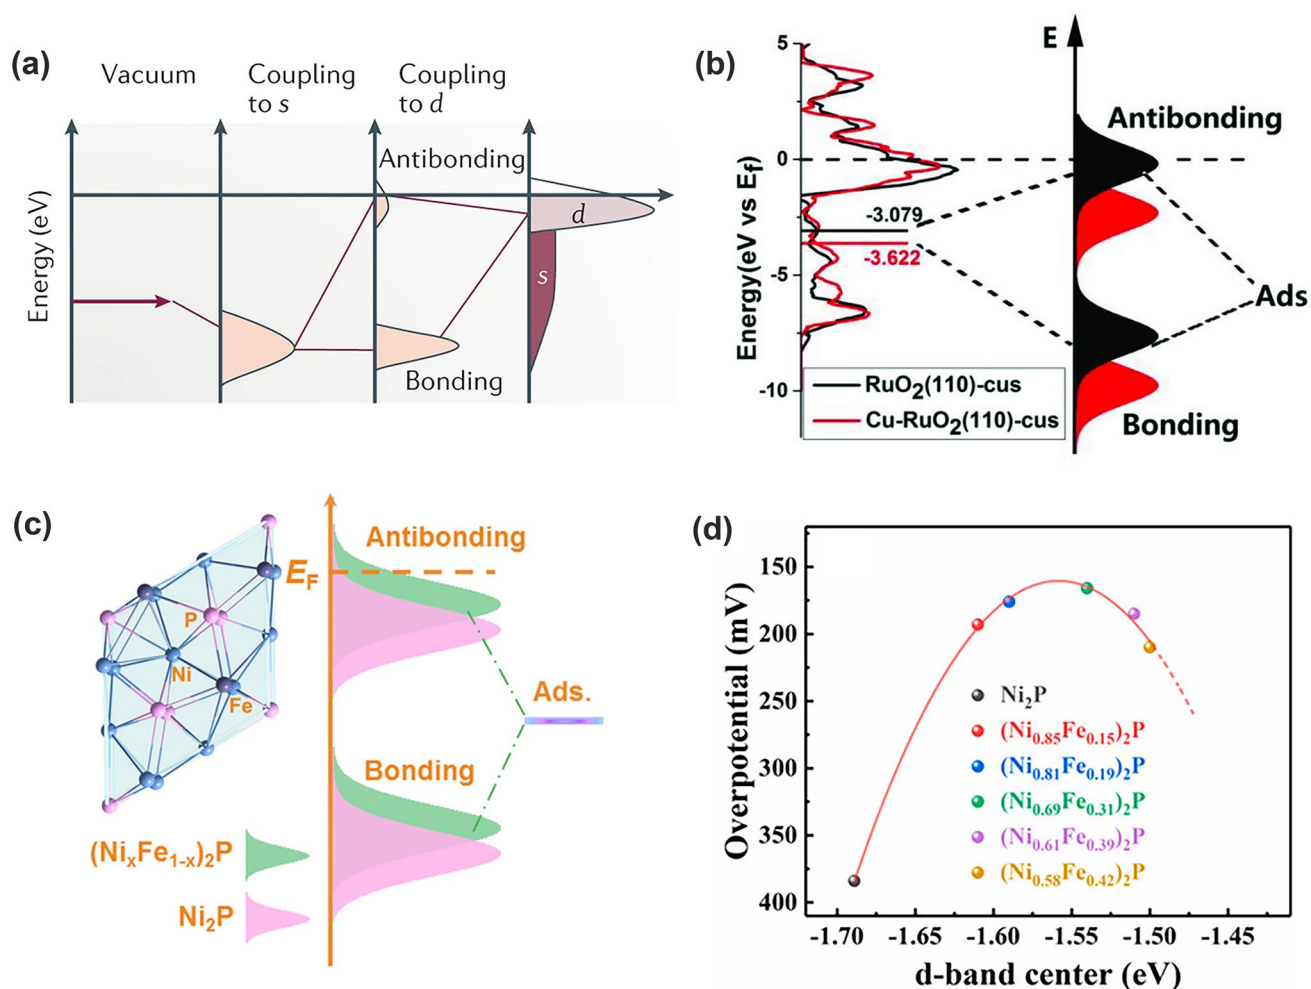 (a)
Vacuum
Coupling
to s
Coupling
to d
Energy (eV)
Antibonding
Bonding
d
s
(b)
E
Energy(eV vs E_f)
5
0
-5
-10
-3.079
-3.622
RuO₂(110)-cus
Cu-RuO₂(110)-cus
Antibonding
Ads
Bonding
(c)
P
Ni
Fe
E_F
Antibonding
Ads.
Bonding
(NiₓFe₁₋ₓ)₂P
Ni₂P
(d)
Overpotential (mV)
150
200
250
300
350
400
Ni₂P
(Ni₀.₈₅Fe₀.₁₅)₂P
(Ni₀.₈₁Fe₀.₁₉)₂P
(Ni₀.₆₉Fe₀.₃₁)₂P
(Ni₀.₆₁Fe₀.₃₉)₂P
(Ni₀.₅₈Fe₀.₄₂)₂P
-1.70 -1.65 -1.60 -1.55 -1.50 -1.45
d-band center (eV)